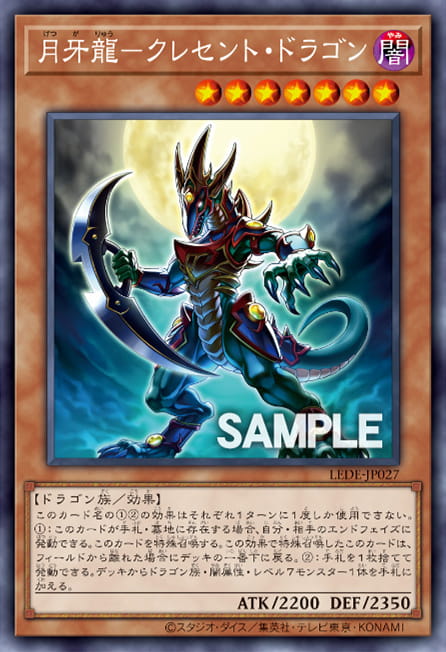 げつ が りゅう
月牙龍－クレセント・ドラゴン
やみ
闇
SAMPLE
LEDE-JP027
【ドラゴン族／効果】
このカード名の①②の効果はそれぞれ１ターンに１度しか使用できない。
①：このカードが手札・墓地に存在する場合、自分・相手のエンドフェイズに
発動できる。このカードを特殊召喚する。この効果で特殊召喚したこのカードは、
フィールドから離れた場合にデッキの一番下に戻る。②：手札を１枚捨てて
発動できる。デッキからドラゴン族・闇属性・レベル７モンスター１体を手札に
加える。
ATK/2200 DEF/2350
©スタジオ・ダイス／集英社・テレビ東京・KONAMI